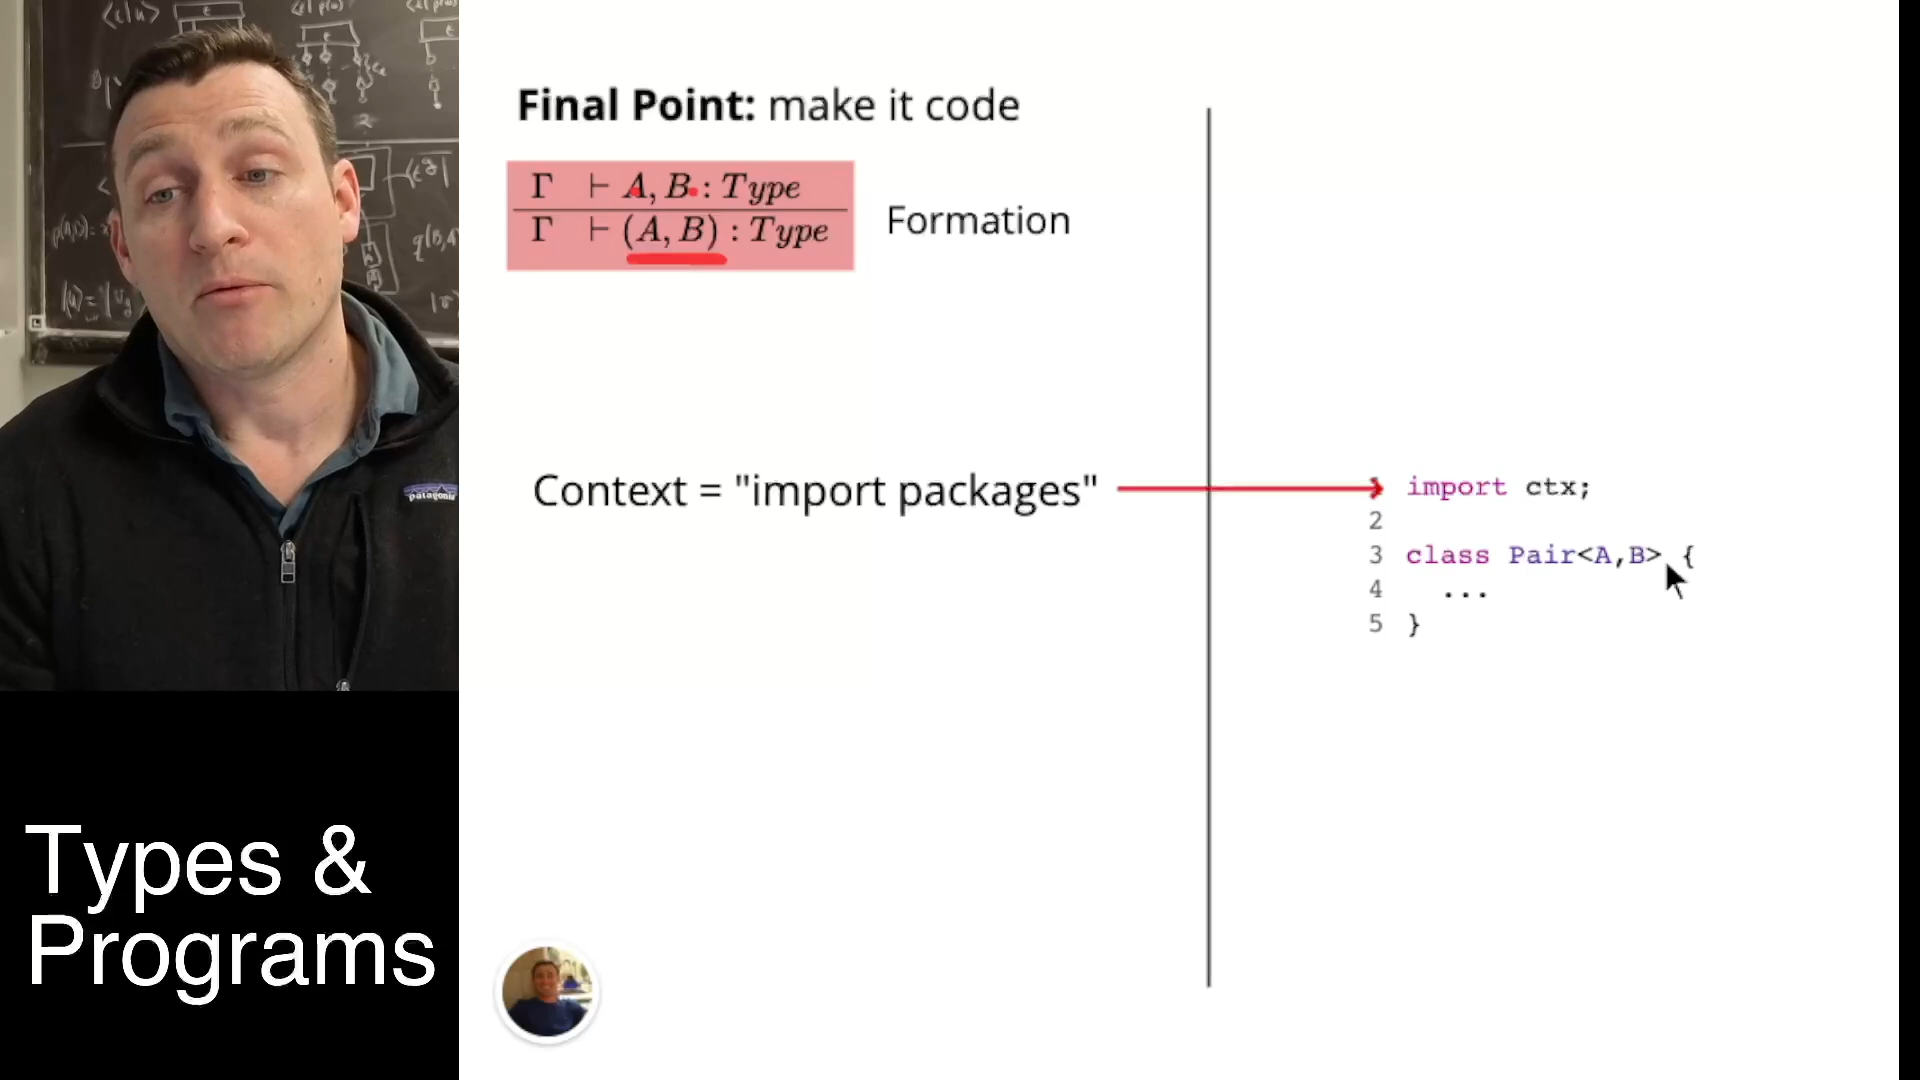 Final Point: make it code
Γ ⊢ A, B : Type
Γ ⊢ (A, B) : Type
Formation
Context = "import packages"
import ctx;
2
3 class Pair<A,B> {
4 ...
5 }
patagonia
Types &
Programs